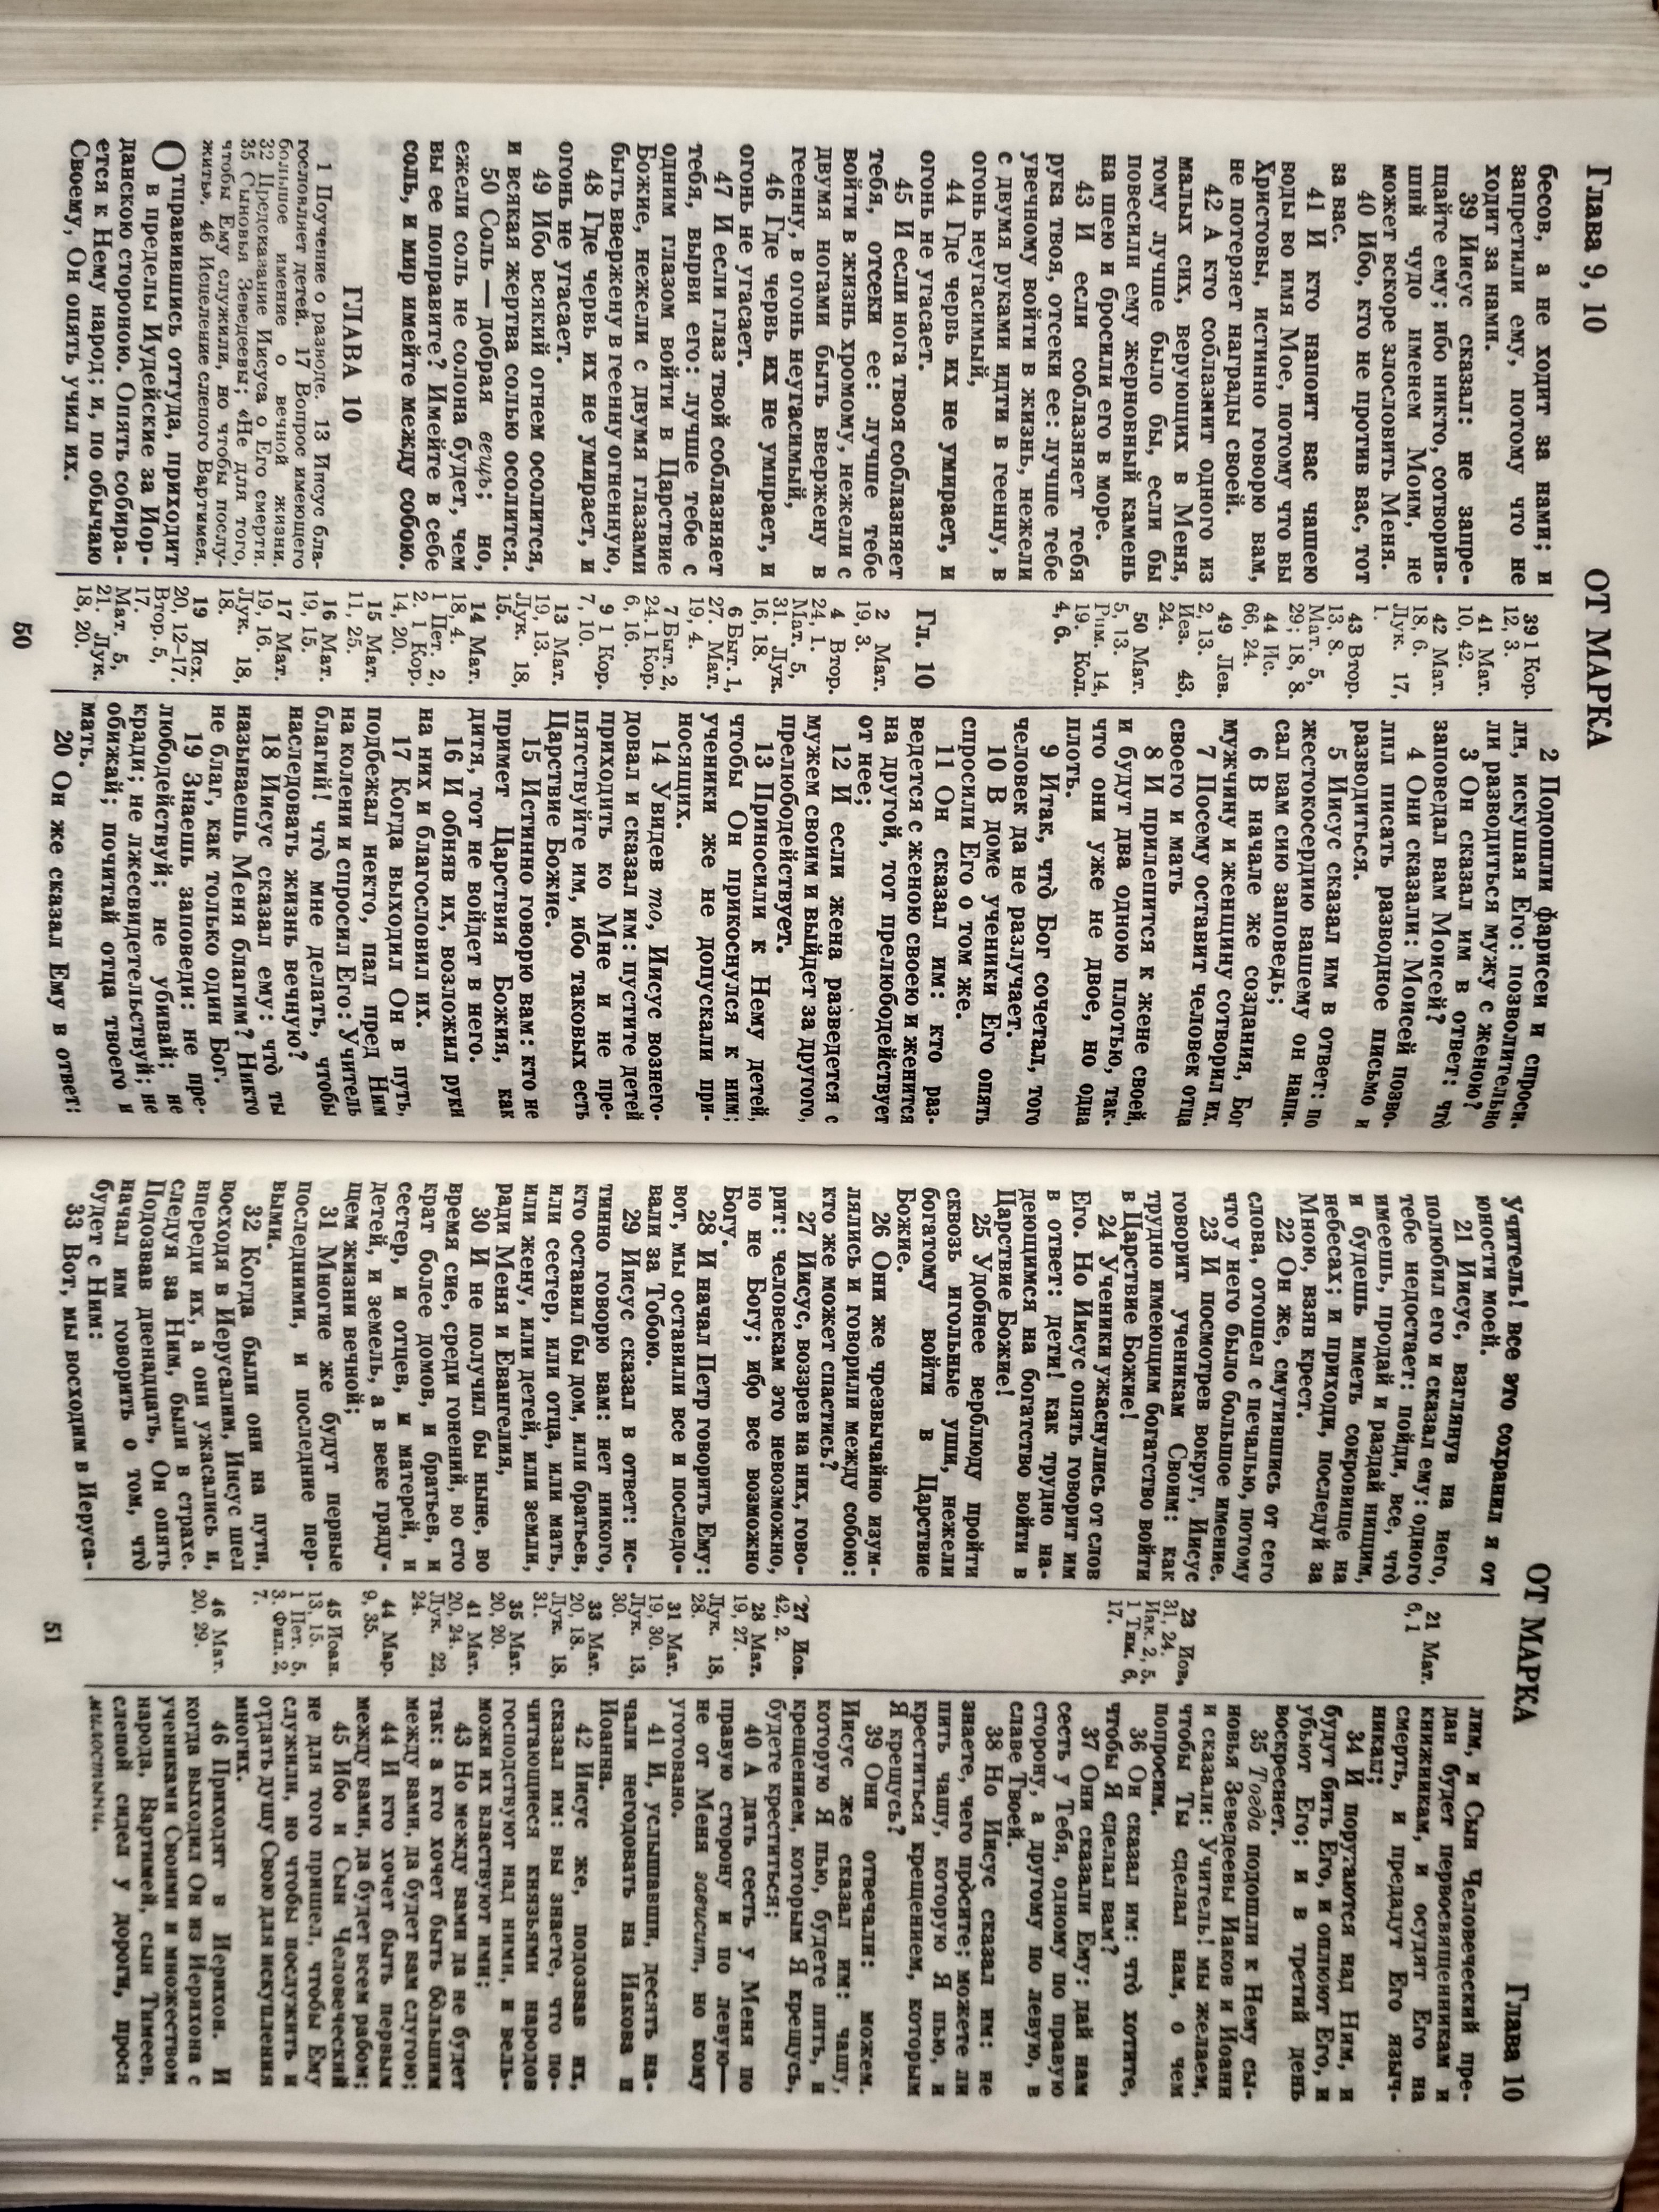 Глава 9, 10
ОТ МАРКА
бесов, а не ходит за нами; и
запретили ему, потому что не
ходит за нами.
39 Иисус сказал: не запре-
щайте ему; ибо никто, сотворив-
ший чудо именем Моим, не
может вскоре злословить Меня.
40 Ибо, кто не против вас, тот
за вас.
41 И кто напоит вас чашею
воды во имя Мое, потому что вы
Христовы, истинно говорю вам,
не потеряет награды своей.
42 А кто соблазнит одного из
малых сих, верующих в Меня,
тому лучше было бы, если бы
повесили ему жерновный камень
на шею и бросили его в море.
43 И если соблазняет тебя
рука твоя, отсеки ее: лучше тебе
увечному войти в жизнь, нежели
с двумя руками идти в геенну, в
огонь неугасимый,
44 Где червь их не умирает, и
огонь не угасает.
45 И если нога твоя соблазняет
тебя, отсеки ее: лучше тебе
войти в жизнь хромому, нежели с
двумя ногами быть ввержену в
геенну, в огонь неугасимый,
46 Где червь их не умирает, и
огонь не угасает.
47 И если глаз твой соблазняет
тебя, вырви его: лучше тебе с
одним глазом войти в Царствие
Божие, нежели с двумя глазами
быть ввержену в геенну огненную,
48 Где червь их не умирает, и
огонь не угасает.
49 Ибо всякий огнем осолится,
и всякая жертва солью осолится.
50 Соль — добрая вещь; но,
ежели соль не солона будет, чем
вы ее поправите? Имейте в себе
соль, и мир имейте между собою.
ГЛАВА 10
1 Поучение о разводе. 13 Иисус бла-
гословляет детей. 17 Вопрос имеющего
большое имение о вечной жизни.
32 Предсказание Иисуса о Его смерти.
35 Сыновья Зеведеевы; «Не для того,
чтобы Ему служили, но чтобы послу-
жить». 46 Исцеление слепого Вартимея.
Отправившись оттуда, приходит
в пределы Иудейские за Иор-
данскою стороною. Опять собира-
ется к Нему народ; и, по обычаю
Своему, Он опять учил их.
39 1 Кор.
12, 3.
41 Мат.
10, 42.
42 Мат.
18, 6.
Лук. 17,
1.
43 Втор.
13, 8.
Мат. 5,
29; 18, 8.
44 Ис.
66, 24.
49 Лев.
2, 13.
Иез. 43,
24.
50 Мат.
5, 13.
Рим. 14,
19. Кол.
4, 6.
Гл. 10
2 Мат.
19, 3.
4 Втор.
24, 1.
Мат. 5,
31. Лук.
16, 18.
6 Быт. 1,
27. Мат.
19, 4.
7 Быт. 2,
24. 1 Кор.
6, 16.
9 1 Кор.
7, 10.
13 Мат.
19, 13.
Лук. 18,
15.
14 Мат.
18, 4.
1 Пет. 2,
2. 1 Кор.
14, 20.
15 Мат.
11, 25.
16 Мат.
19, 15.
17 Мат.
19, 16.
Лук. 18,
18.
19 Исх.
20, 12-17.
Втор. 5,
17.
Мат. 5,
21. Лук.
18, 20.
2 Подошли фарисеи и спроси-
ли, искушая Его: позволительно
ли разводиться мужу с женою?
3 Он сказал им в ответ: что̀
заповедал вам Моисей?
4 Они сказали: Моисей позво-
лил писать разводное письмо и
разводиться.
5 Иисус сказал им в ответ: по
жестокосердию вашему он напи-
сал вам сию заповедь;
6 В начале же создания, Бог
мужчину и женщину сотворил их.
7 Посему оставит человек отца
своего и мать
8 И прилепится к жене своей,
и будут два одною плотью, так-
что они уже не двое, но одна
плоть.
9 Итак, что̀ Бог сочетал, того
человек да не разлучает.
10 В доме ученики Его опять
спросили Его о том же.
11 Он сказал им: кто раз-
ведется с женою своею и женится
на другой, тот прелюбодействует
от нее;
12 И если жена разведется с
мужем своим и выйдет за другого,
прелюбодействует.
13 Приносили к Нему детей,
чтобы Он прикоснулся к ним;
ученики же не допускали при-
носящих.
14 Увидев то, Иисус вознего-
довал и сказал им: пустите детей
приходить ко Мне и не пре-
пятствуйте им, ибо таковых есть
Царствие Божие.
15 Истинно говорю вам: кто не
примет Царствия Божия, как
дитя, тот не войдет в него.
16 И обняв их, возложил руки
на них и благословил их.
17 Когда выходил Он в путь,
подбежал некто, пал пред Ним
на колени и спросил Его: Учитель
благий! что̀ мне делать, чтобы
наследовать жизнь вечную?
18 Иисус сказал ему: что̀ ты
называешь Меня благим? Никто
не благ, как только один Бог.
19 Знаешь заповеди: не пре-
любодействуй; не убивай; не
кради; не лжесвидетельствуй; не
обижай; почитай отца твоего и
мать.
20 Он же сказал Ему в ответ:
50
ОТ МАРКА
Глава 10
Учитель! все это сохранил я от
юности моей.
21 Иисус, взглянув на него,
полюбил его и сказал ему: одного
тебе недостает: пойди, все, что̀
имеешь, продай и раздай нищим,
и будешь иметь сокровище на
небесах; и приходи, последуй за
Мною, взяв крест.
22 Он же, смутившись от сего
слова, отошел с печалью, потому
что у него было большое имение.
23 И посмотрев вокруг, Иисус
говорит ученикам Своим: как
трудно имеющим богатство войти
в Царствие Божие!
24 Ученики ужаснулись от слов
Его. Но Иисус опять говорит им
в ответ: дети! как трудно на-
деющимся на богатство войти в
Царствие Божие!
25 Удобнее верблюду пройти
сквозь игольные уши, нежели
богатому войти в Царствие
Божие.
26 Они же чрезвычайно изум-
лялись и говорили между собою:
кто же может спастись?
27 Иисус, воззрев на них, гово-
рит: человекам это невозможно,
но не Богу; ибо все возможно
Богу.
28 И начал Петр говорить Ему:
вот, мы оставили все и последо-
вали за Тобою.
29 Иисус сказал в ответ: ис-
тинно говорю вам: нет никого,
кто оставил бы дом, или братьев,
или сестер, или отца, или мать,
или жену, или детей, или земли,
ради Меня и Евангелия,
30 И не получил бы ныне, во
время сие, среди гонений, во сто
крат более домов, и братьев, и
сестер, и отцев, и матерей, и
детей, и земель, а в веке гряду-
щем жизни вечной;
31 Многие же будут первые
последними, и последние пер-
выми.
32 Когда были они на пути,
восходя в Иерусалим, Иисус шел
впереди их, а они ужасались и,
следуя за Ним, были в страхе.
Подозвав двенадцать, Он опять
начал им говорить о том, что̀
будет с Ним:
33 Вот, мы восходим в Иеруса-
21 Мат.
6, 1
23 Иов.
31, 24.
Иак. 2, 5.
1 Тим. 6,
17.
27 Иов.
42, 2.
28 Мат.
19, 27.
Лук. 18,
28.
31 Мат.
19, 30.
Лук. 13,
30.
33 Мат.
20, 18.
Лук. 18,
31.
35 Мат.
20, 20.
41 Мат.
20, 24.
Лук. 22,
24.
44 Мар.
9, 35.
45 Иоан.
13, 15.
1 Пет. 5,
3. Фил. 2,
7.
46 Мат.
20, 29.
лим, и Сын Человеческий пре-
дан будет первосвященникам и
книжникам, и осудят Его на
смерть, и предадут Его языч-
никам;
34 И поругаются над Ним, и
будут бить Его, и оплюют Его, и
убьют Его; и в третий день
воскреснет.
35 Тогда подошли к Нему сы-
новья Зеведеевы Иаков и Иоанн
и сказали: Учитель! мы желаем,
чтобы Ты сделал нам, о чем
попросим.
36 Он сказал им: что̀ хотите,
чтобы Я сделал вам?
37 Они сказали Ему: дай нам
сесть у Тебя, одному по правую
сторону, а другому по левую, в
славе Твоей.
38 Но Иисус сказал им: не
знаете, чего про̀сите; можете ли
пить чашу, которую Я пью, и
креститься крещением, которым
Я крещусь?
39 Они отвечали: можем.
Иисус же сказал им: чашу,
которую Я пью, будете пить, и
крещением, которым Я крещусь,
будете креститься;
40 А дать сесть у Меня по
правую сторону и по левую—
не от Меня зависит, но кому
уготовано.
41 И, услышавши, десять на-
чали негодовать на Иакова и
Иоанна.
42 Иисус же, подозвав их,
сказал им: вы знаете, что по-
читающиеся князьями народов
господствуют над ними, и вель-
можи их властвуют ими;
43 Но между вами да не будет
так: а кто хочет быть бо̀льшим
между вами, да будет вам слугою;
44 И кто хочет быть первым
между вами, да будет всем рабом;
45 Ибо и Сын Человеческий
не для того пришел, чтобы Ему
служили, но чтобы послужить и
отдать душу Свою для искупления
многих.
46 Приходят в Иерихон. И
когда выходил Он из Иерихона с
учениками Своими и множеством
народа, Вартимей, сын Тимеев,
слепой сидел у дороги, прося
милостыни.
51